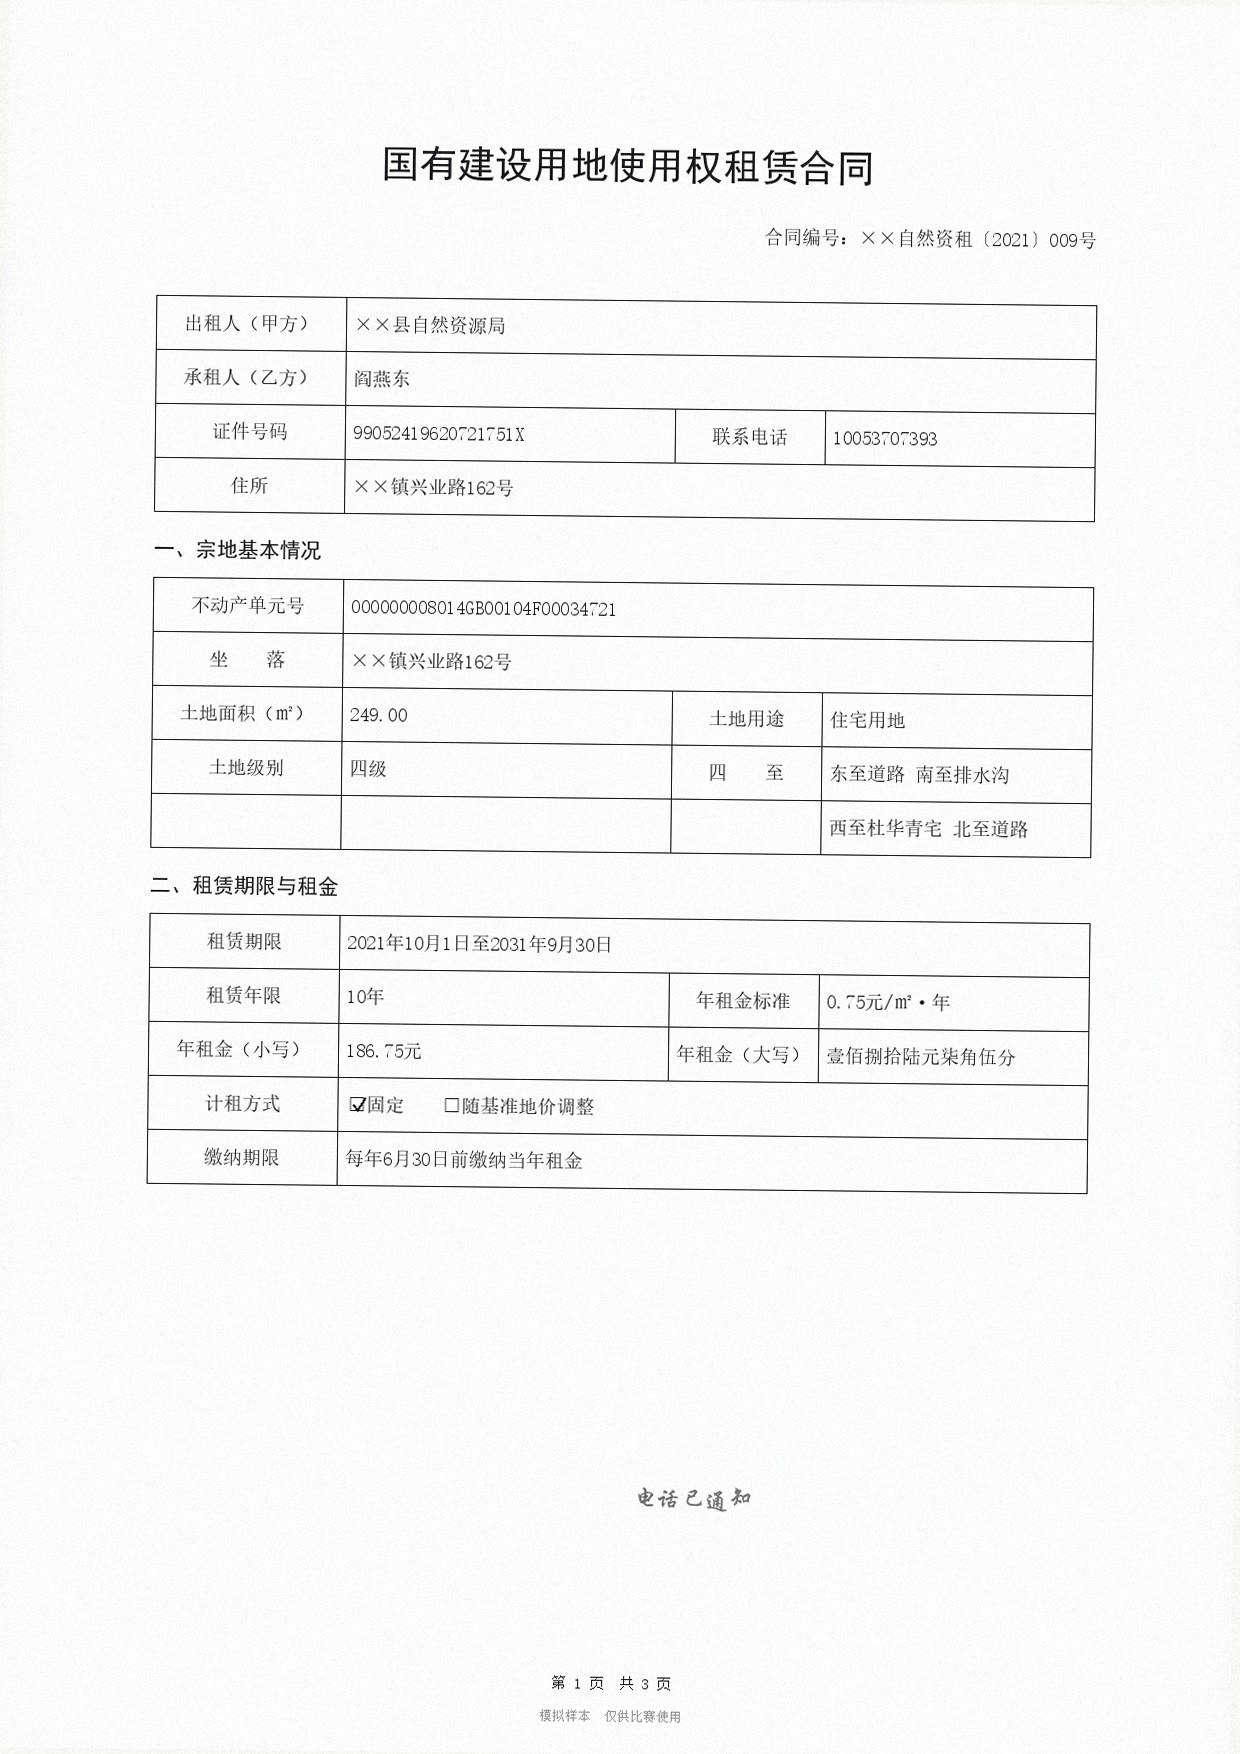 国有建设用地使用权租赁合同
合同编号：××自然资租〔2021〕009号
出租人（甲方） ××县自然资源局
承租人（乙方） 阎燕东
证件号码 99052419620721751X 联系电话 10053707393
住所 ××镇兴业路162号
一、宗地基本情况
不动产单元号 000000008014GB00104F00034721
坐　　落 ××镇兴业路162号
土地面积（㎡） 249.00 土地用途 住宅用地
土地级别 四级 四　　至 东至道路 南至排水沟
西至杜华青宅 北至道路
二、租赁期限与租金
租赁期限 2021年10月1日至2031年9月30日
租赁年限 10年 年租金标准 0.75元/㎡·年
年租金（小写） 186.75元 年租金（大写） 壹佰捌拾陆元柒角伍分
计租方式 ☑固定 □随基准地价调整
缴纳期限 每年6月30日前缴纳当年租金
电话已通知
第 1 页 共 3 页
模拟样本 仅供比赛使用